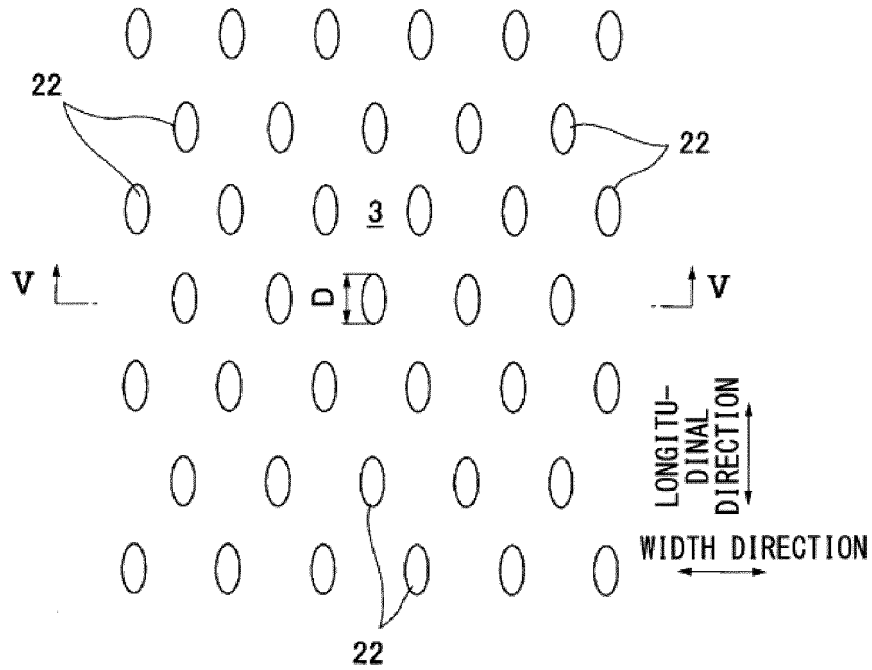 22
22
3
V
D
V
LONGITU-
DINAL
DIRECTION
WIDTH DIRECTION
22